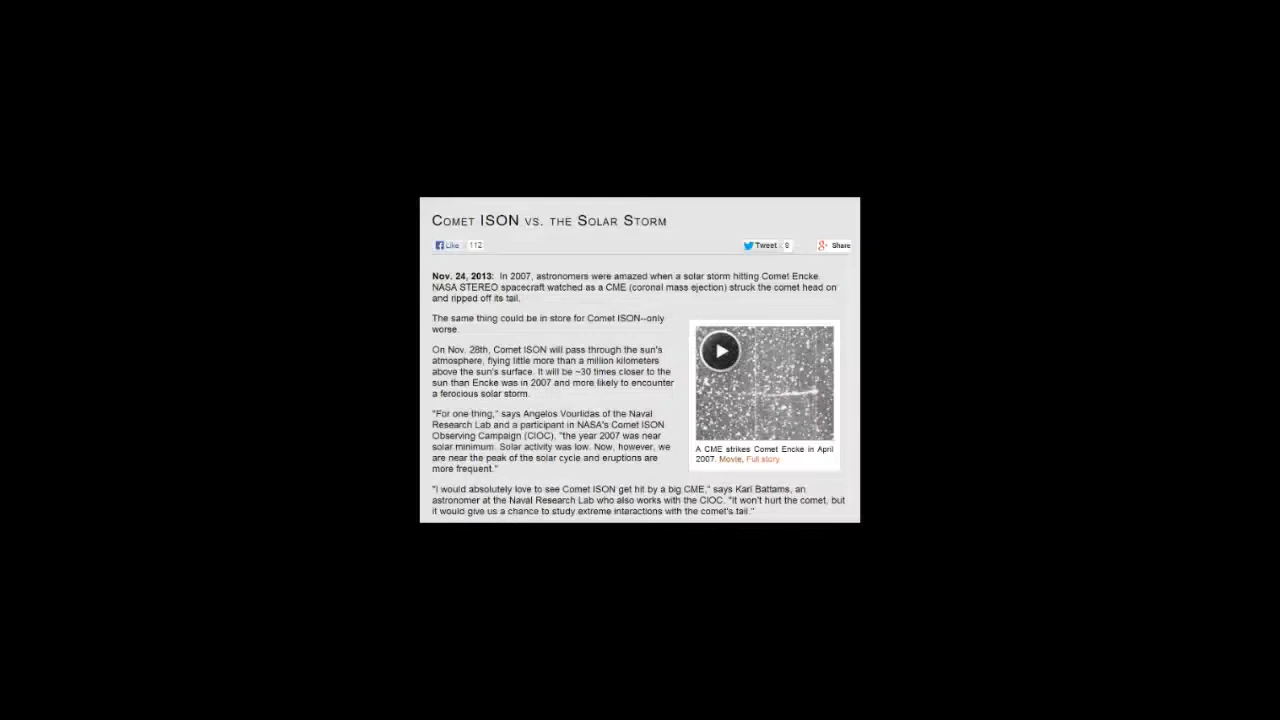 COMET ISON VS. THE SOLAR STORM
Like 112 Tweet 9 Share
Nov. 24, 2013: In 2007, astronomers were amazed when a solar storm hitting Comet Encke.
NASA STEREO spacecraft watched as a CME (coronal mass ejection) struck the comet head on
and ripped off its tail.
The same thing could be in store for Comet ISON--only
worse.
On Nov. 28th, Comet ISON will pass through the sun's
atmosphere, flying little more than a million kilometers
above the sun's surface. It will be ~30 times closer to the
sun than Encke was in 2007 and more likely to encounter
a ferocious solar storm.
"For one thing," says Angelos Vourlidas of the Naval
Research Lab and a participant in NASA's Comet ISON
Observing Campaign (CIOC), "the year 2007 was near
solar minimum. Solar activity was low. Now, however, we
are near the peak of the solar cycle and eruptions are
more frequent."
A CME strikes Comet Encke in April
2007. Movie, Full story
"I would absolutely love to see Comet ISON get hit by a big CME," says Karl Battams, an
astronomer at the Naval Research Lab who also works with the CIOC. "It won't hurt the comet, but
it would give us a chance to study extreme interactions with the comet's tail."